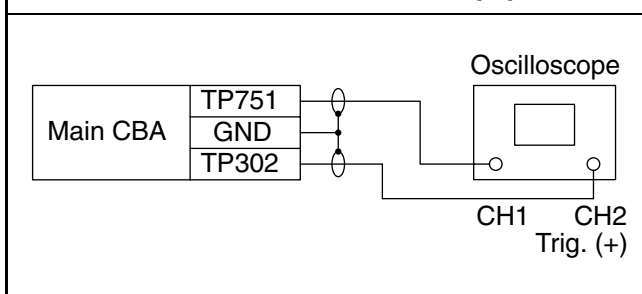 Oscilloscope
Main CBA
TP751
GND
TP302
CH1
CH2
Trig. (+)